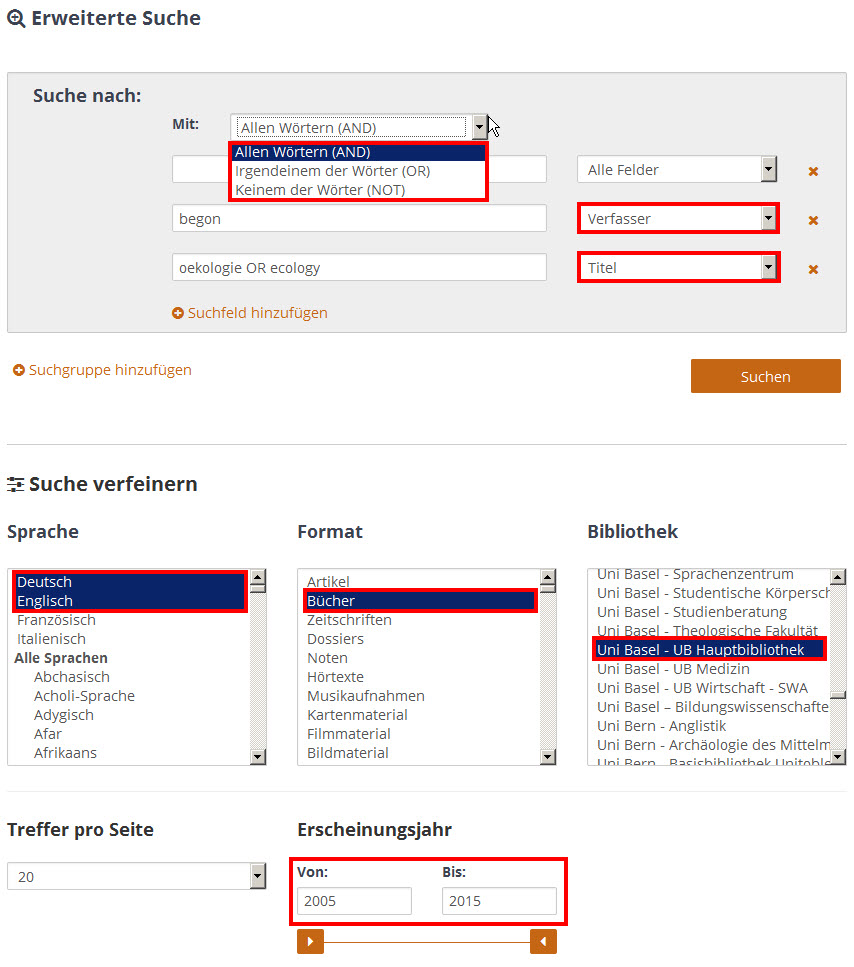 Erweiterte Suche
Suche nach:
Mit: Allen Wörtern (AND)
Allen Wörtern (AND)
Irgendeinem der Wörter (OR) Alle Felder
Keinem der Wörter (NOT)
begon Verfasser
oekologie OR ecology Titel
Suchfeld hinzufügen
Suchgruppe hinzufügen
Suchen
Suche verfeinern
Sprache
Deutsch
Englisch
Französisch
Italienisch
Alle Sprachen
Abchasisch
Acholi-Sprache
Adygisch
Afar
Afrikaans
Format
Artikel
Bücher
Zeitschriften
Dossiers
Noten
Hörtexte
Musikaufnahmen
Kartenmaterial
Filmmaterial
Bildmaterial
Bibliothek
Uni Basel - Sprachenzentrum
Uni Basel - Studentische Körpersch
Uni Basel - Studienberatung
Uni Basel - Theologische Fakultät
Uni Basel - UB Hauptbibliothek
Uni Basel - UB Medizin
Uni Basel - UB Wirtschaft - SWA
Uni Basel – Bildungswissenschafte
Uni Bern - Anglistik
Uni Bern - Archäologie des Mittelm
Uni Bern - Basisbibliothek Unitoble
Treffer pro Seite
20
Erscheinungsjahr
Von: Bis:
2005 2015